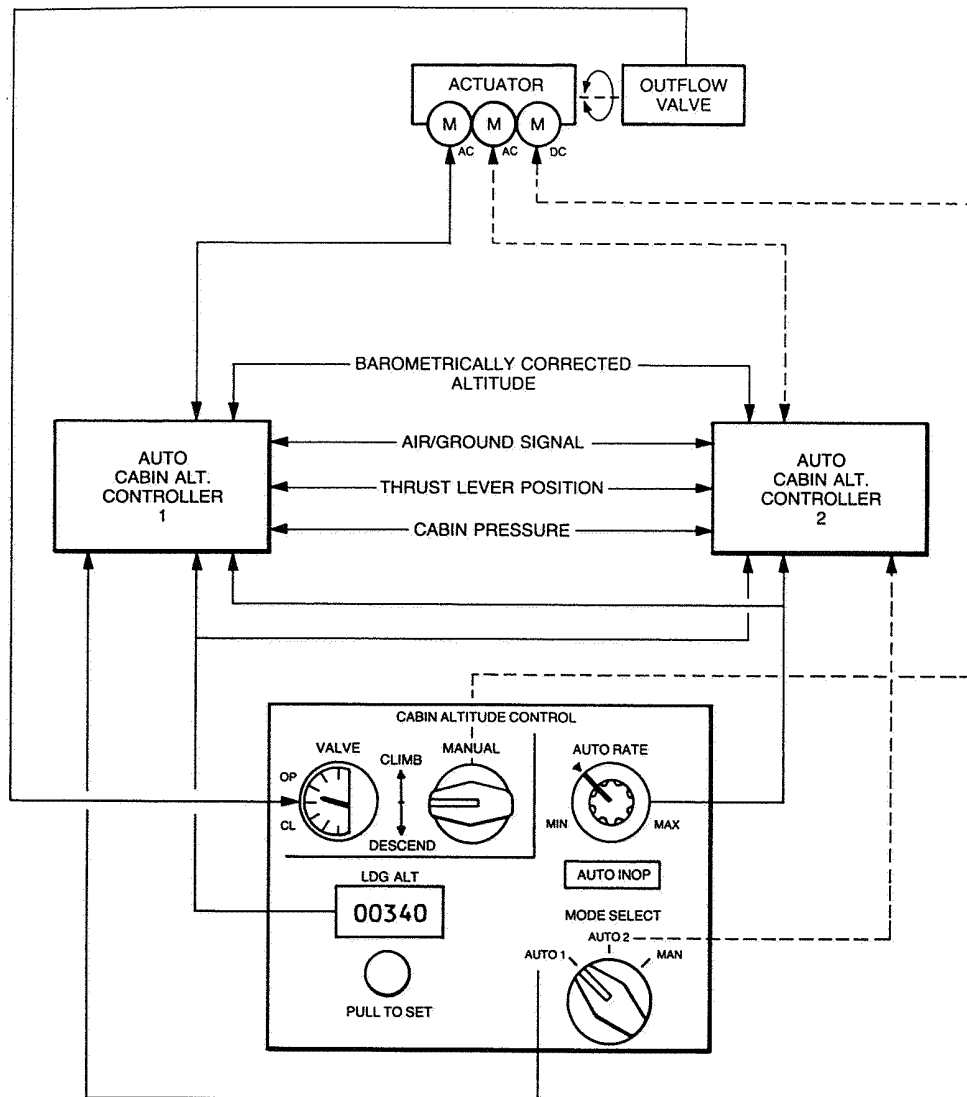 ACTUATOR
OUTFLOW
VALVE
M
M
M
AC
AC
DC
BAROMETRICALLY CORRECTED
ALTITUDE
AUTO
CABIN ALT.
CONTROLLER
1
AIR/GROUND SIGNAL
THRUST LEVER POSITION
CABIN PRESSURE
AUTO
CABIN ALT.
CONTROLLER
2
CABIN ALTITUDE CONTROL
VALVE
OP
CL
CLIMB
DESCEND
MANUAL
AUTO RATE
MIN
MAX
LDG ALT
00340
PULL TO SET
AUTO INOP
MODE SELECT
AUTO 1
AUTO 2
MAN